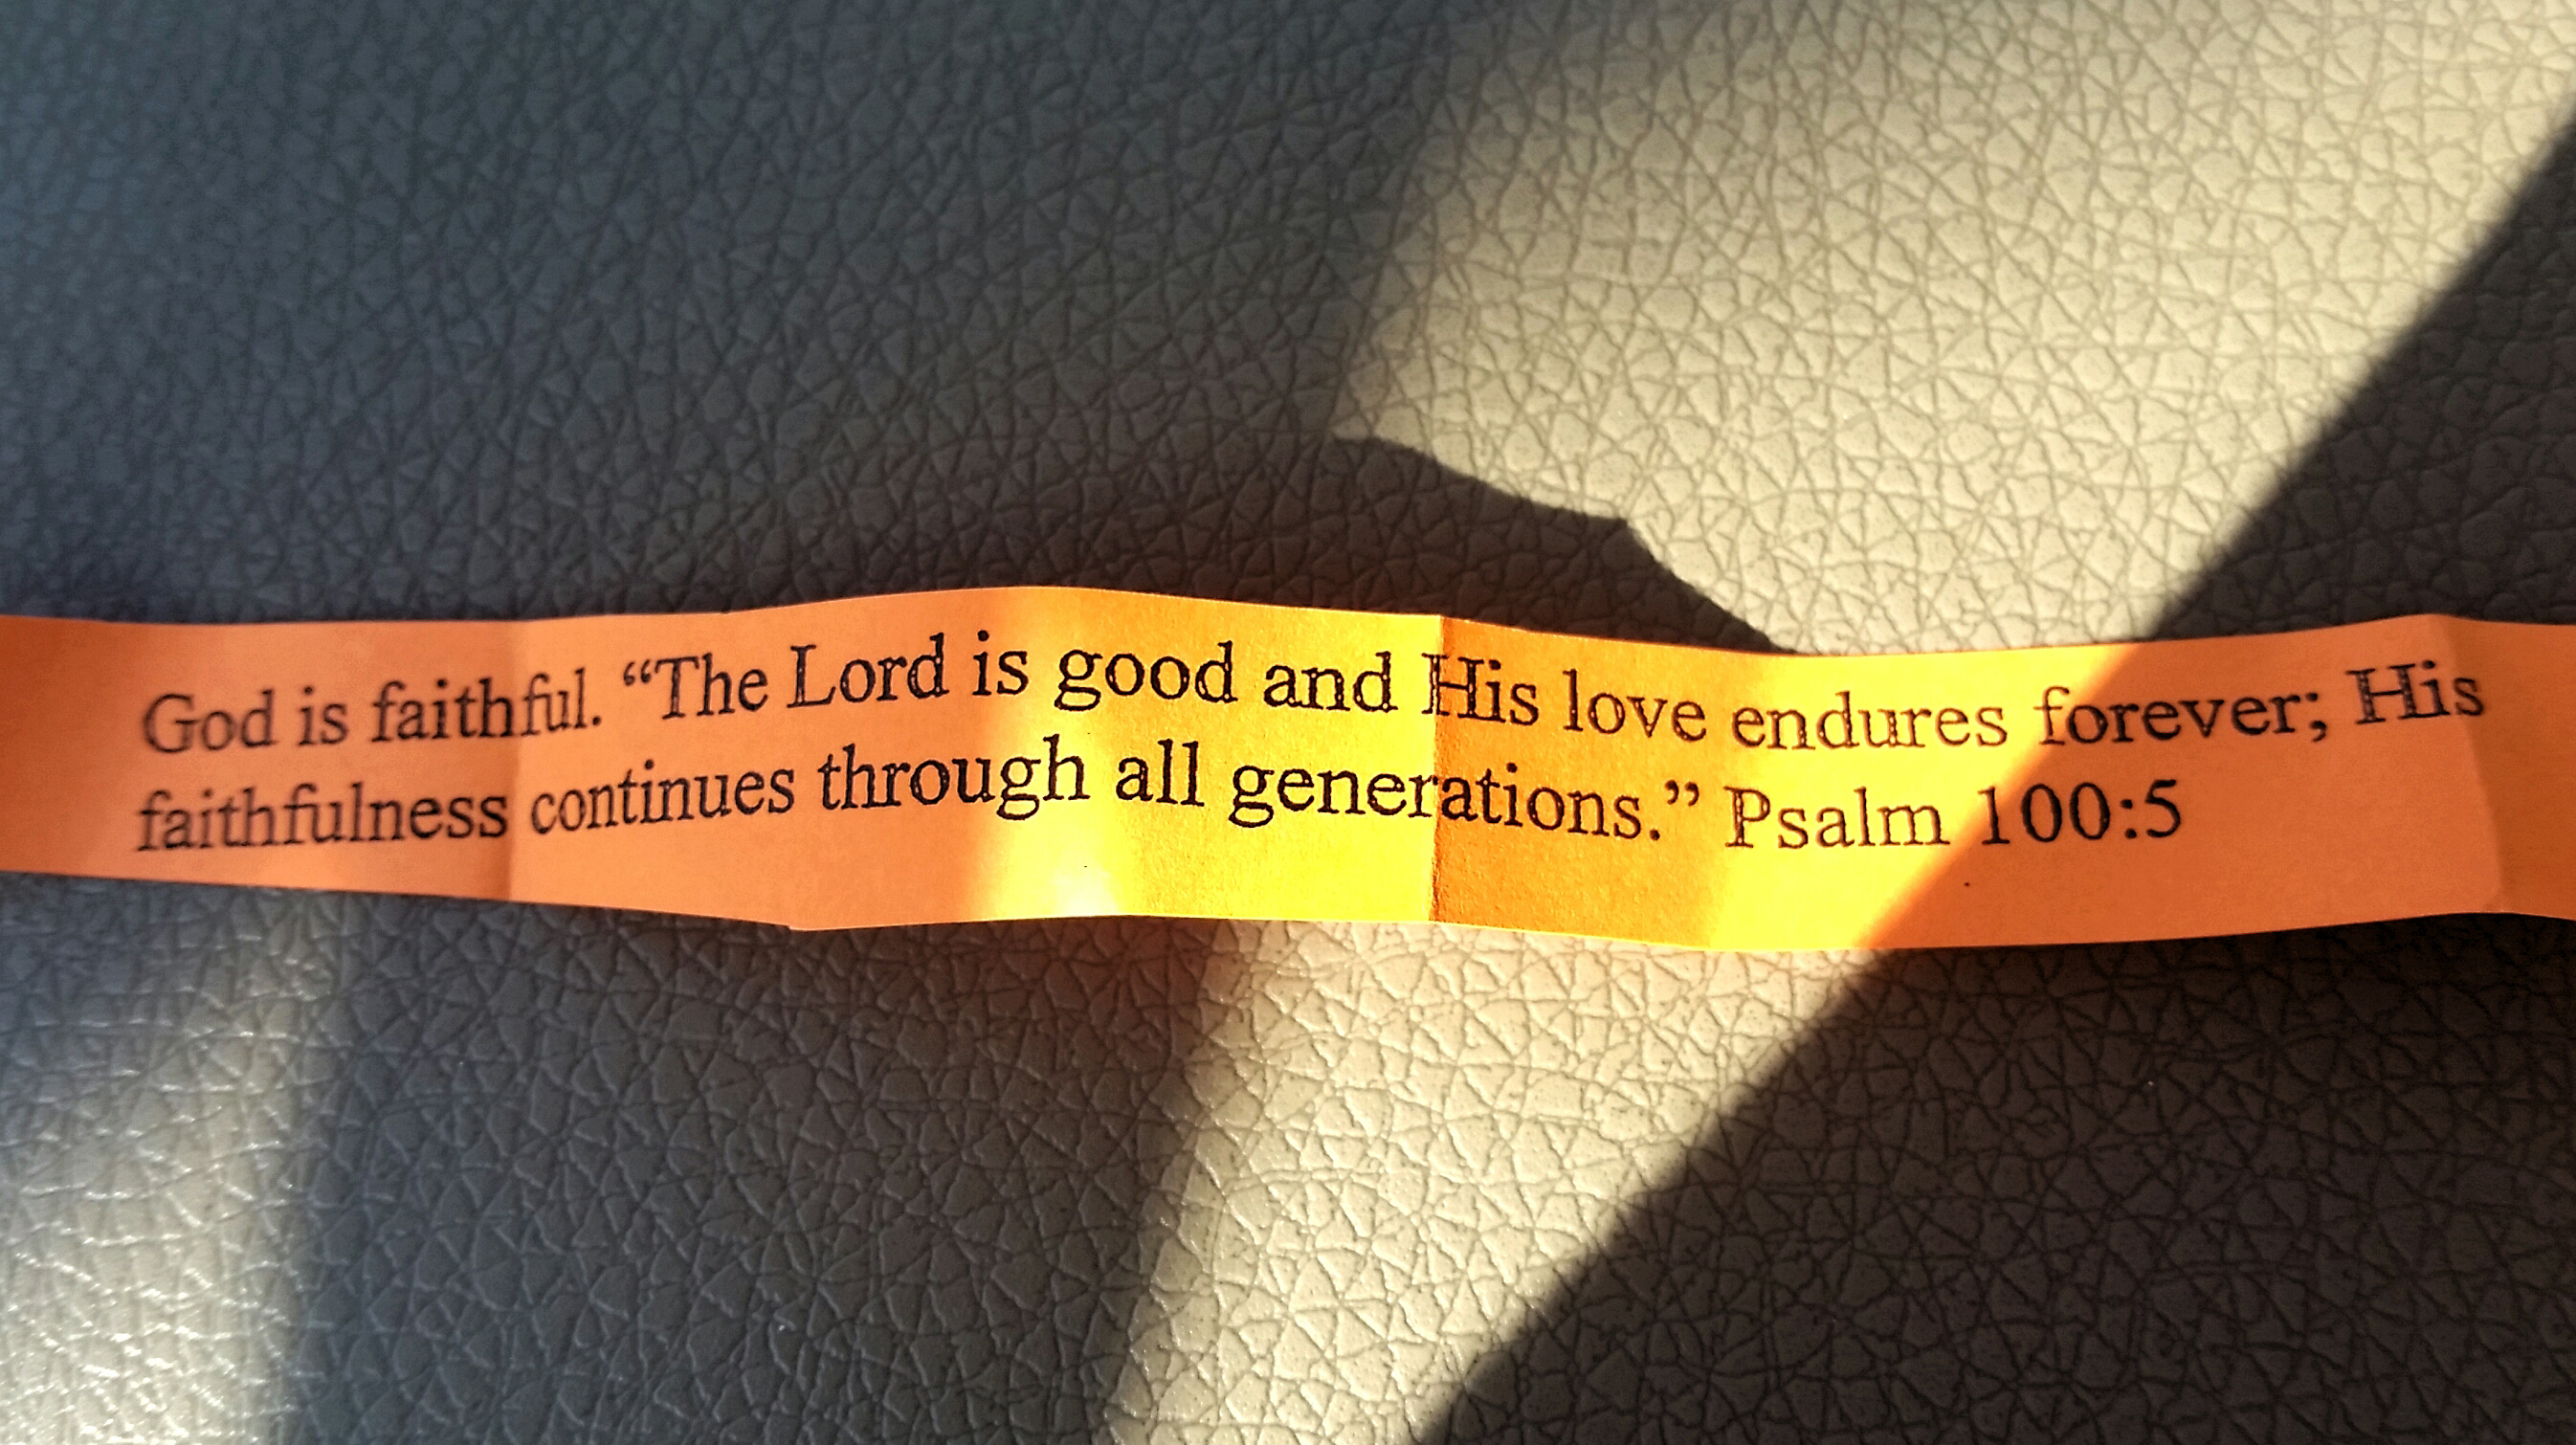 God is faithful. “The Lord is good and His love endures forever; His
faithfulness continues through all generations.” Psalm 100:5